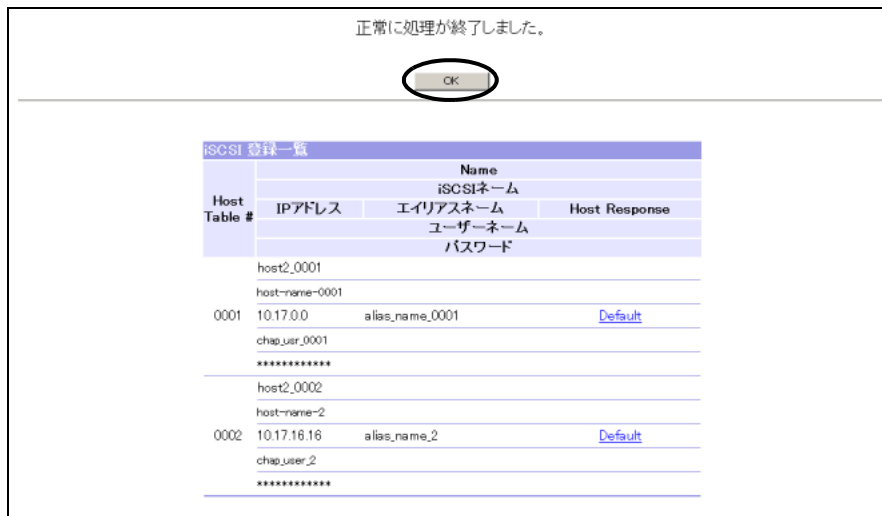 正常に処理が終了しました。
OK
iSCSI 登録一覧
Host Table #
Name
iSCSIネーム
IPアドレス エイリアスネーム Host Response
ユーザーネーム
パスワード
0001
host2_0001
host-name-0001
10.17.0.0 alias_name_0001 Default
chap_usr_0001
************
0002
host2_0002
host-name-2
10.17.16.16 alias_name_2 Default
chap_user_2
************